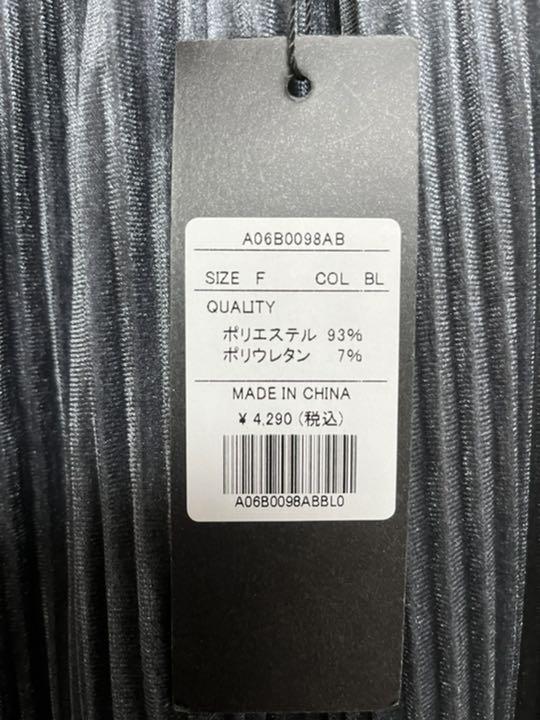 A06B0098AB
SIZE F COL BL
QUALITY
ポリエステル 93%
ポリウレタン 7%
MADE IN CHINA
¥ 4,290 (税込)
A06B0098ABBL0